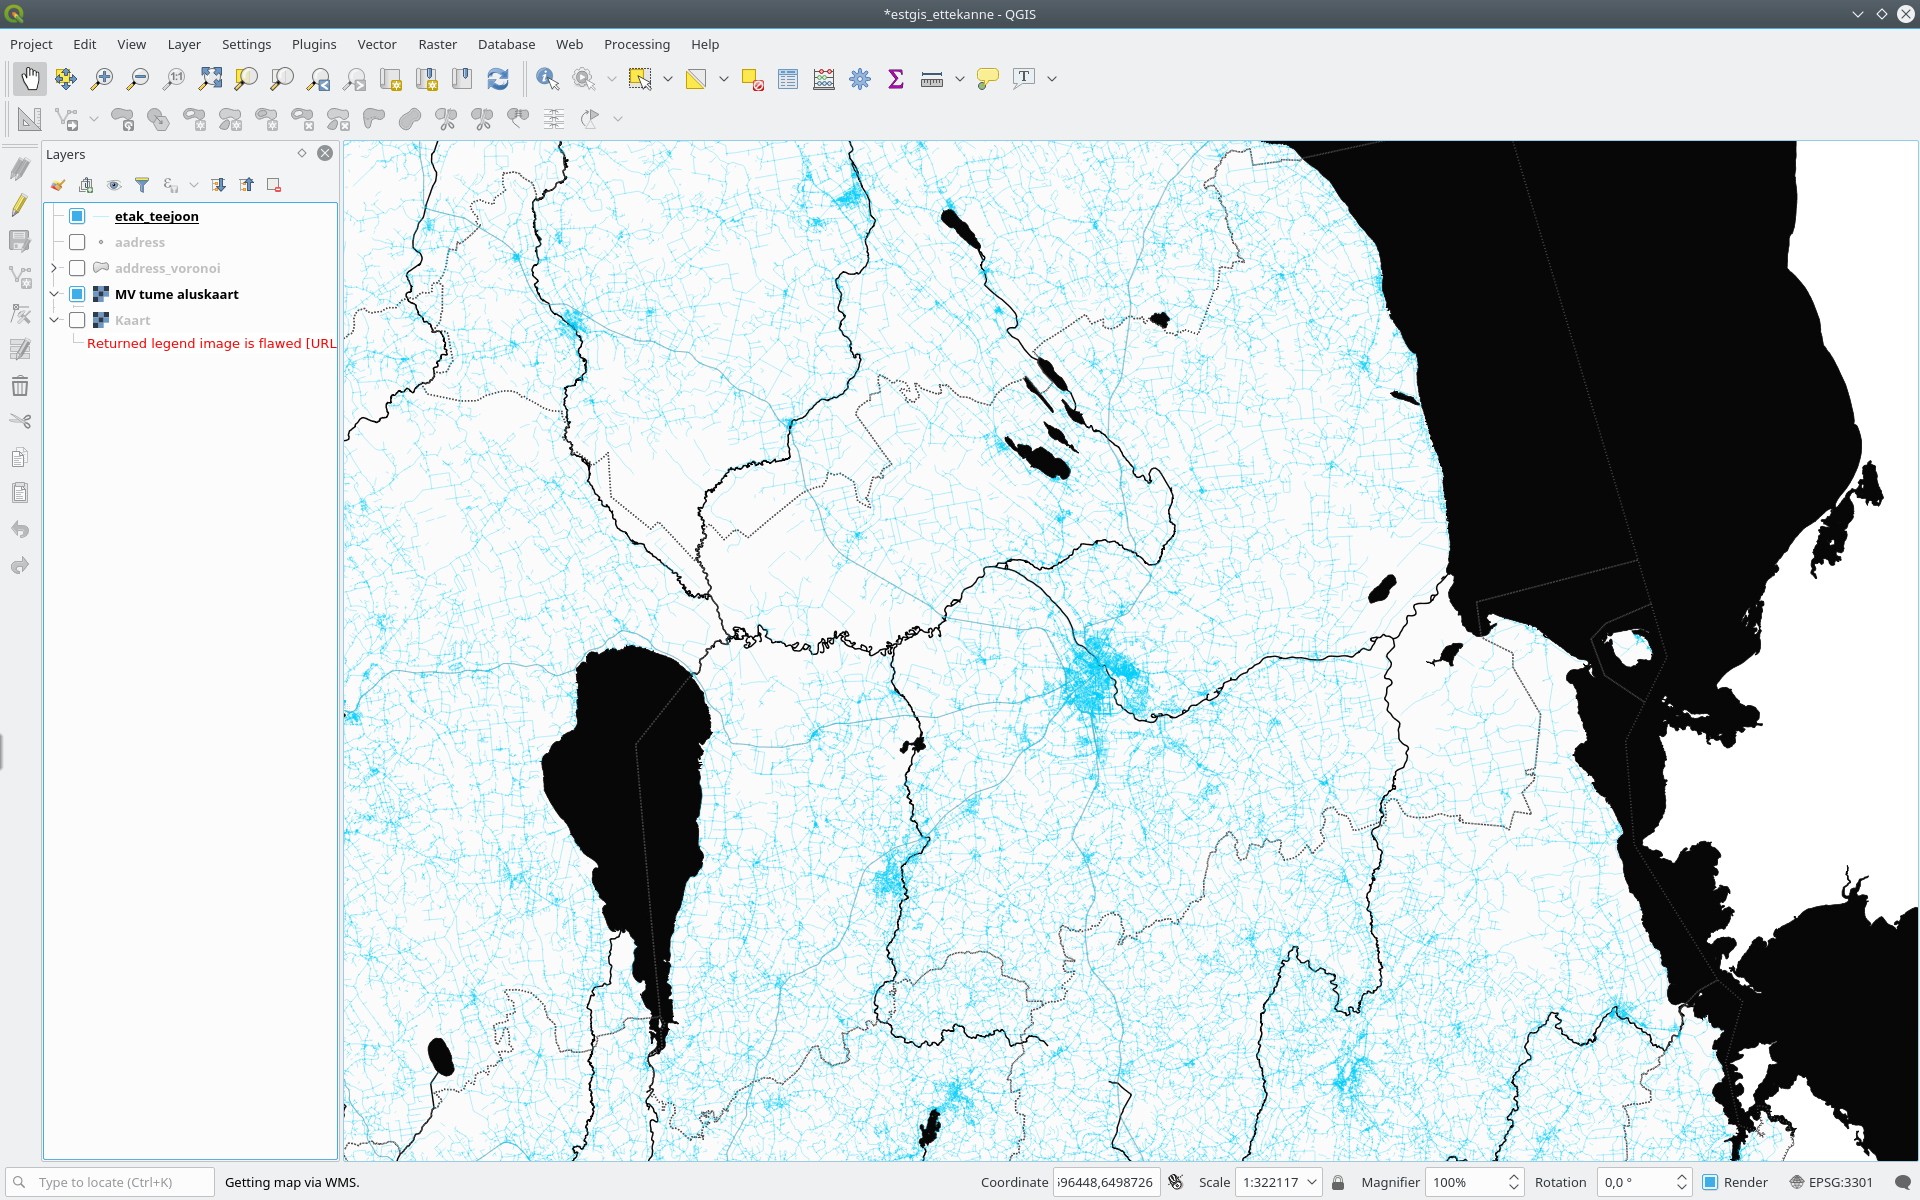 *estgis_ettekanne - QGIS
Project Edit View Layer Settings Plugins Vector Raster Database Web Processing Help
1:1
T
Layers
etak_teejoon
aadress
address_voronoi
MV tume aluskaart
Kaart
Returned legend image is flawed [URL
Type to locate (Ctrl+K) Getting map via WMS. Coordinate 596448,6498726 Scale 1:322117 Magnifier 100% Rotation 0,0 ° Render EPSG:3301